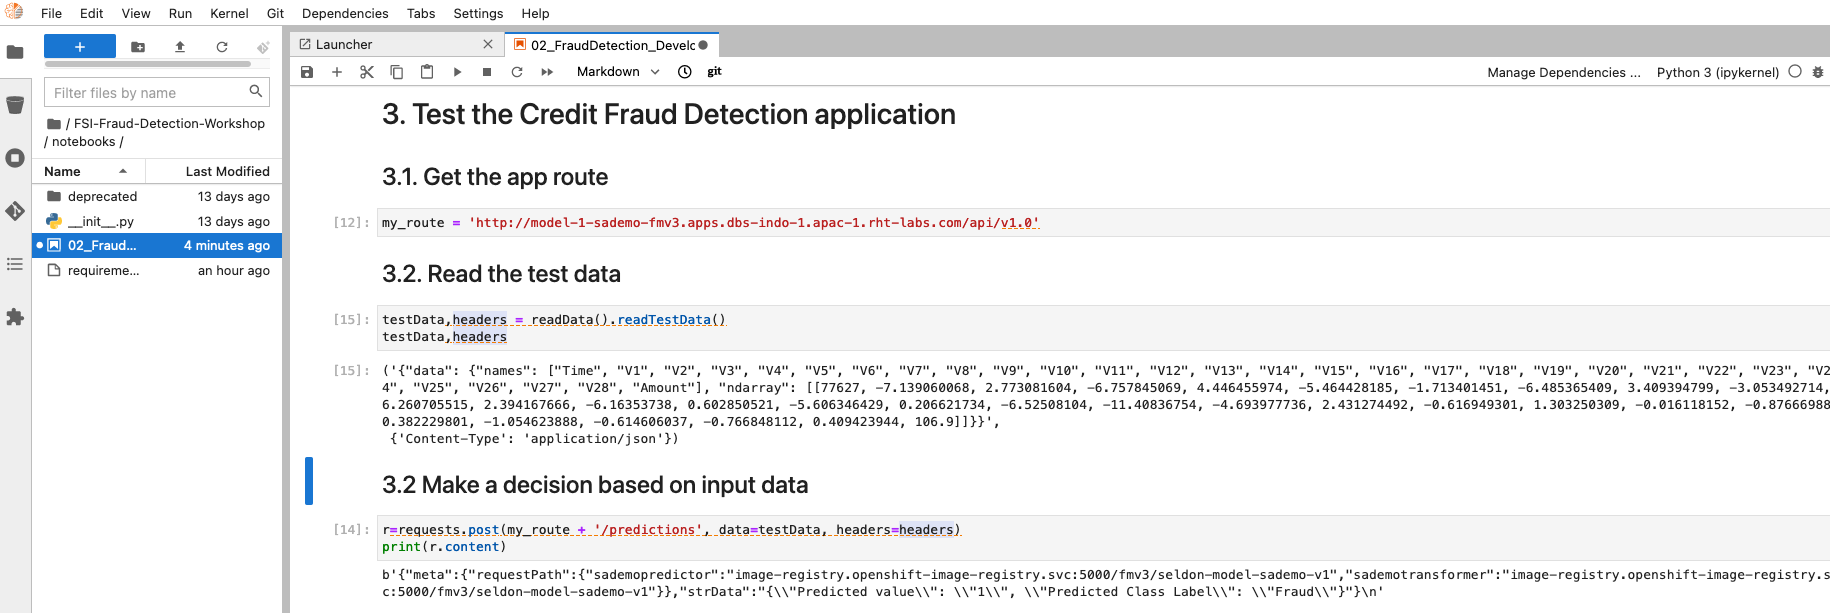 File Edit View Run Kernel Git Dependencies Tabs Settings Help
Launcher
02_FraudDetection_Develo
Markdown
git
Manage Dependencies ...
Python 3 (ipykernel)
Filter files by name
/ FSI-Fraud-Detection-Workshop
/ notebooks /
Name Last Modified
deprecated 13 days ago
__init__.py 13 days ago
02_Fraud... 4 minutes ago
requireme... an hour ago
3. Test the Credit Fraud Detection application
3.1. Get the app route
[12]: my_route = 'http://model-1-sademo-fmv3.apps.dbs-indo-1.apac-1.rht-labs.com/api/v1.0'
3.2. Read the test data
[15]: testData,headers = readData().readTestData()
testData,headers
[15]: ('{"data": {"names": ["Time", "V1", "V2", "V3", "V4", "V5", "V6", "V7", "V8", "V9", "V10", "V11", "V12", "V13", "V14", "V15", "V16", "V17", "V18", "V19", "V20", "V21", "V22", "V23", "V2
4", "V25", "V26", "V27", "V28", "Amount"], "ndarray": [[77627, -7.139060068, 2.773081604, -6.757845069, 4.446455974, -5.464428185, -1.713401451, -6.485365409, 3.409394799, -3.053492714,
6.260705515, 2.394167666, -6.16353738, 0.602850521, -5.606346429, 0.206621734, -6.52508104, -11.40836754, -4.693977736, 2.431274492, -0.616949301, 1.303250309, -0.016118152, -0.87666988
0.382229801, -1.054623888, -0.614606037, -0.766848112, 0.409423944, 106.9]]}}',
{'Content-Type': 'application/json'})
3.2 Make a decision based on input data
[14]: r=requests.post(my_route + '/predictions', data=testData, headers=headers)
print(r.content)
b'{"meta":{"requestPath":{"sademopredictor":"image-registry.openshift-image-registry.svc:5000/fmv3/seldon-model-sademo-v1","sademotransformer":"image-registry.openshift-image-registry.s
c:5000/fmv3/seldon-model-sademo-v1"}},"strData":"{\\"Predicted value\\": \\"1\\", \\"Predicted Class Label\\": \\"Fraud\\"}"}\n'